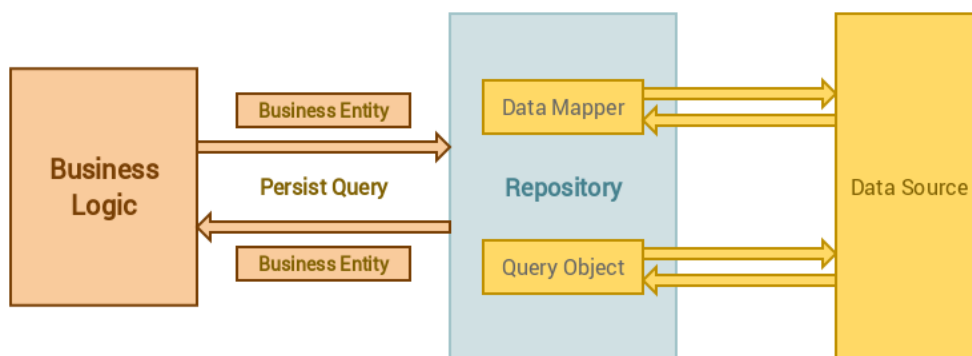 Business
Logic
Business Entity
Persist Query
Business Entity
Data Mapper
Repository
Query Object
Data Source